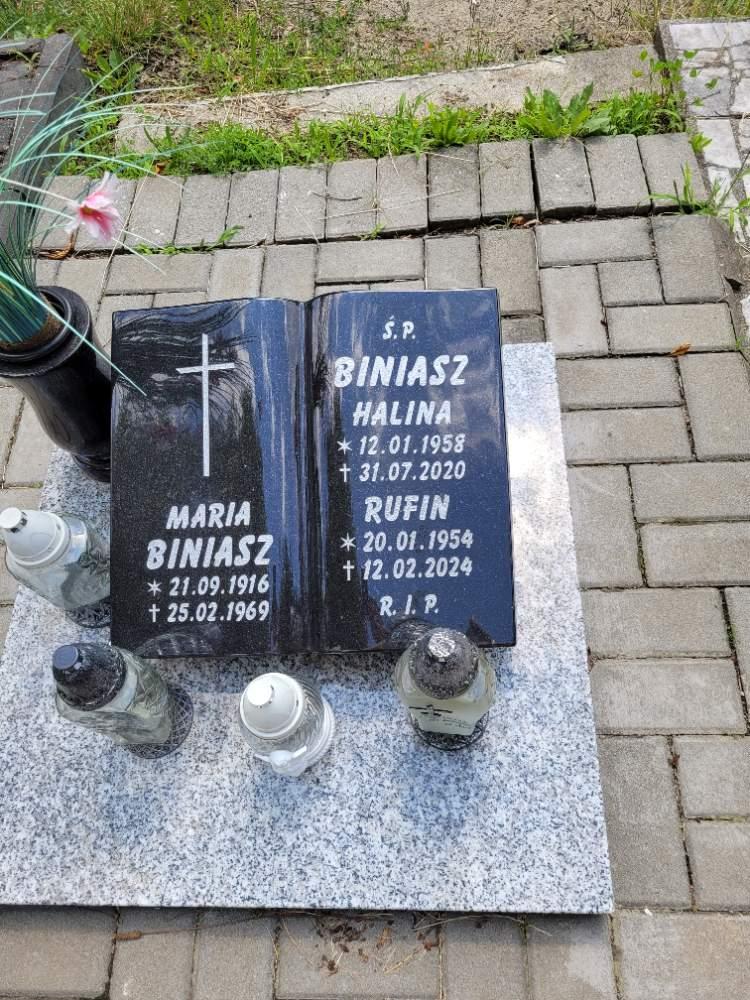 MARIA
BINIASZ
* 21.09.1916
† 25.02.1969
Ś.P.
BINIASZ
HALINA
* 12.01.1958
† 31.07.2020
RUFIN
* 20.01.1954
† 12.02.2024
R.I.P.